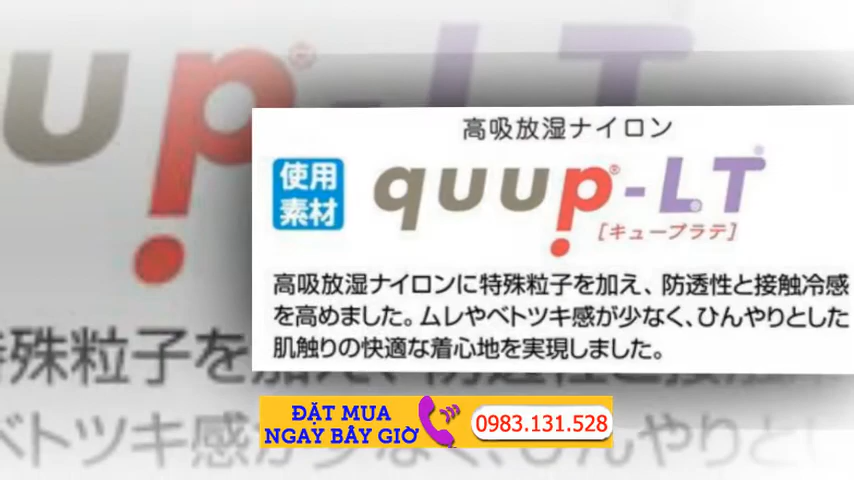 高吸放湿ナイロン
使用
素材
quup®-LT®
[キュープラテ]
高吸放湿ナイロンに特殊粒子を加え、防透性と接触冷感
を高めました。ムレやベトツキ感が少なく、ひんやりとした
肌触りの快適な着心地を実現しました。
ĐẶT MUA
NGAY BÂY GIỜ
0983.131.528